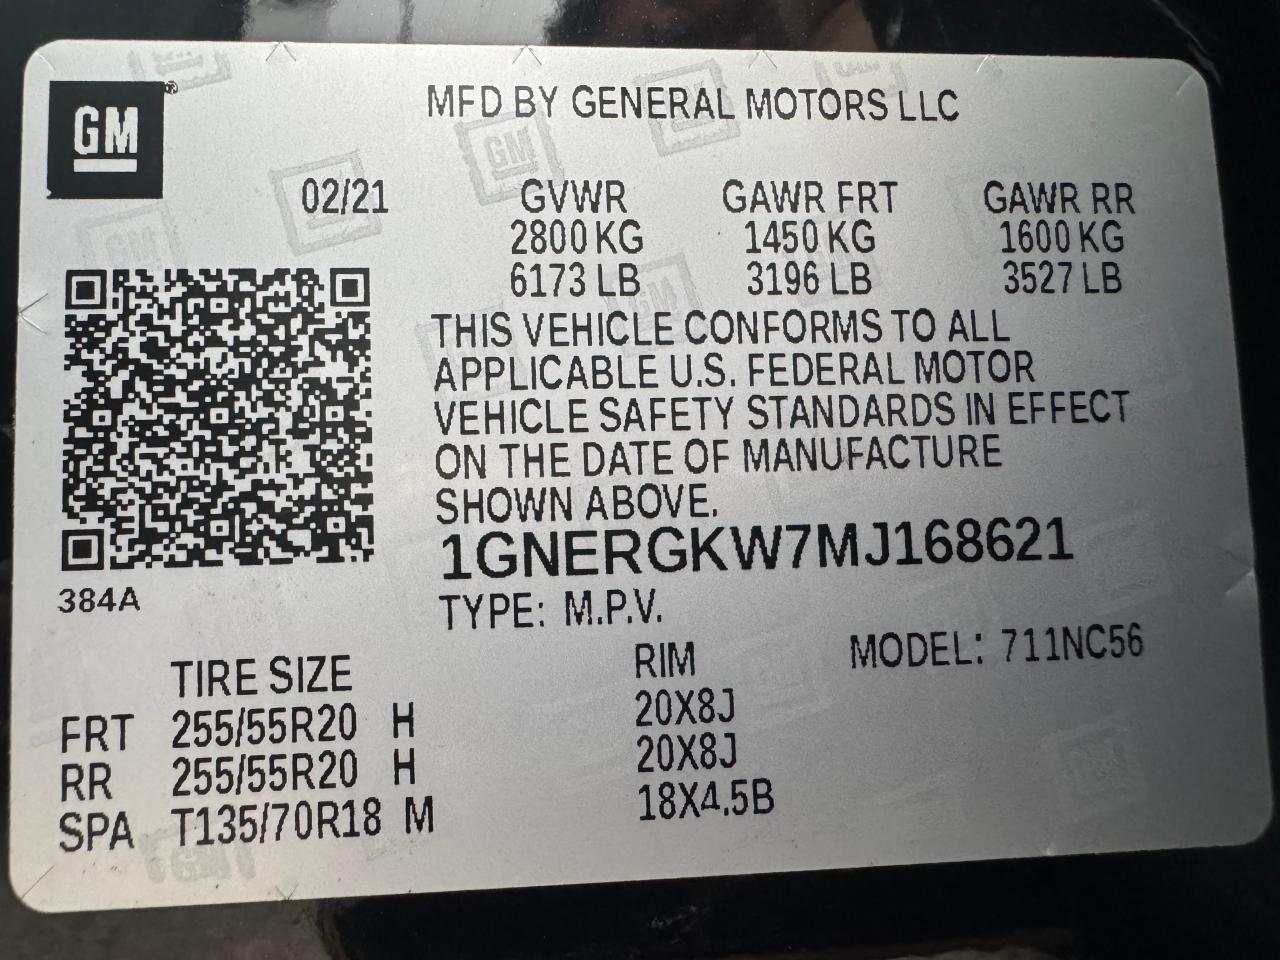 GM
MFD BY GENERAL MOTORS LLC
02/21 GVWR GAWR FRT GAWR RR
2800 KG 1450 KG 1600 KG
6173 LB 3196 LB 3527 LB
THIS VEHICLE CONFORMS TO ALL
APPLICABLE U.S. FEDERAL MOTOR
VEHICLE SAFETY STANDARDS IN EFFECT
ON THE DATE OF MANUFACTURE
SHOWN ABOVE.
1GNERGKW7MJ168621
384A
TYPE: M.P.V.
MODEL: 711NC56
TIRE SIZE RIM
FRT 255/55R20 H 20X8J
RR 255/55R20 H 20X8J
SPA T135/70R18 M 18X4.5B